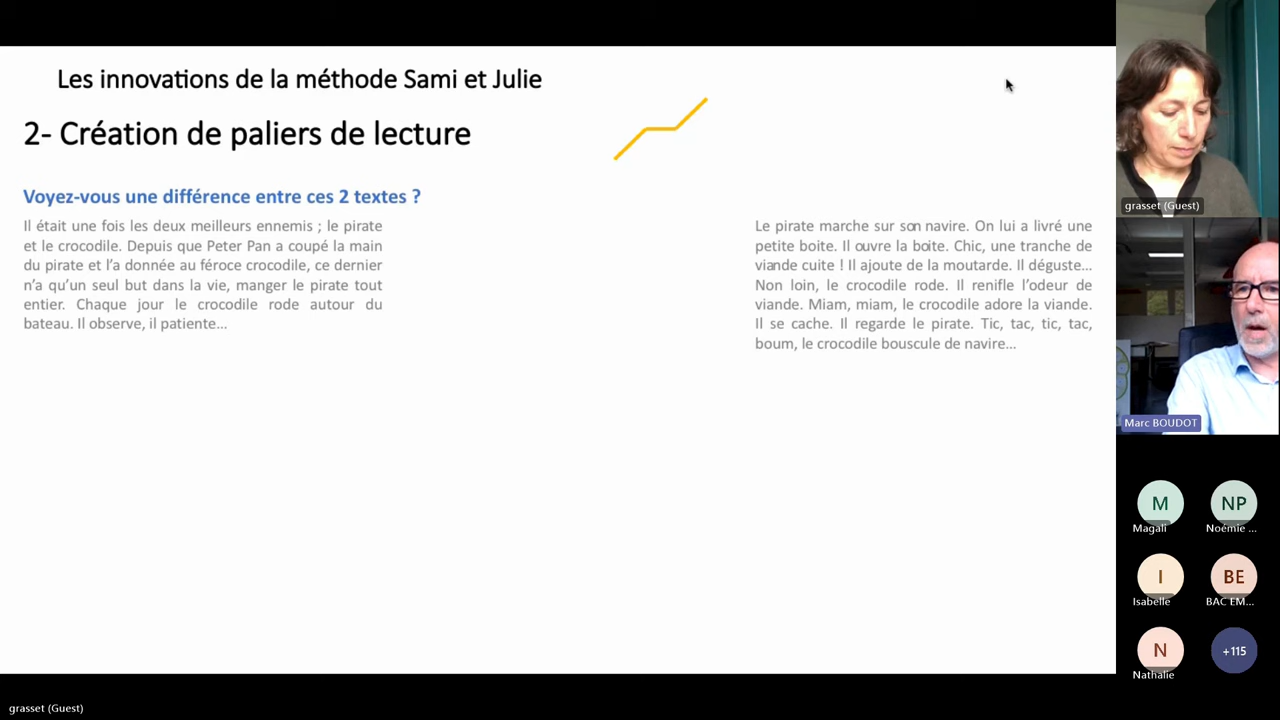 Les innovations de la méthode Sami et Julie
2- Création de paliers de lecture
Voyez-vous une différence entre ces 2 textes ?
Il était une fois les deux meilleurs ennemis ; le pirate
et le crocodile. Depuis que Peter Pan a coupé la main
du pirate et l’a donnée au féroce crocodile, ce dernier
n’a qu’un seul but dans la vie, manger le pirate tout
entier. Chaque jour le crocodile rode autour du
bateau. Il observe, il patiente...
Le pirate marche sur son navire. On lui a livré une
petite boite. Il ouvre la boite. Chic, une tranche de
viande cuite ! Il ajoute de la moutarde. Il déguste...
Non loin, le crocodile rode. Il renifle l’odeur de
viande. Miam, miam, le crocodile adore la viande.
Il se cache. Il regarde le pirate. Tic, tac, tic, tac,
boum, le crocodile bouscule de navire...
grasset (Guest)
Marc BOUDOT
M
Magali
NP
Noémie ...
I
Isabelle
BE
BAC EM...
N
Nathalie
+115
grasset (Guest)